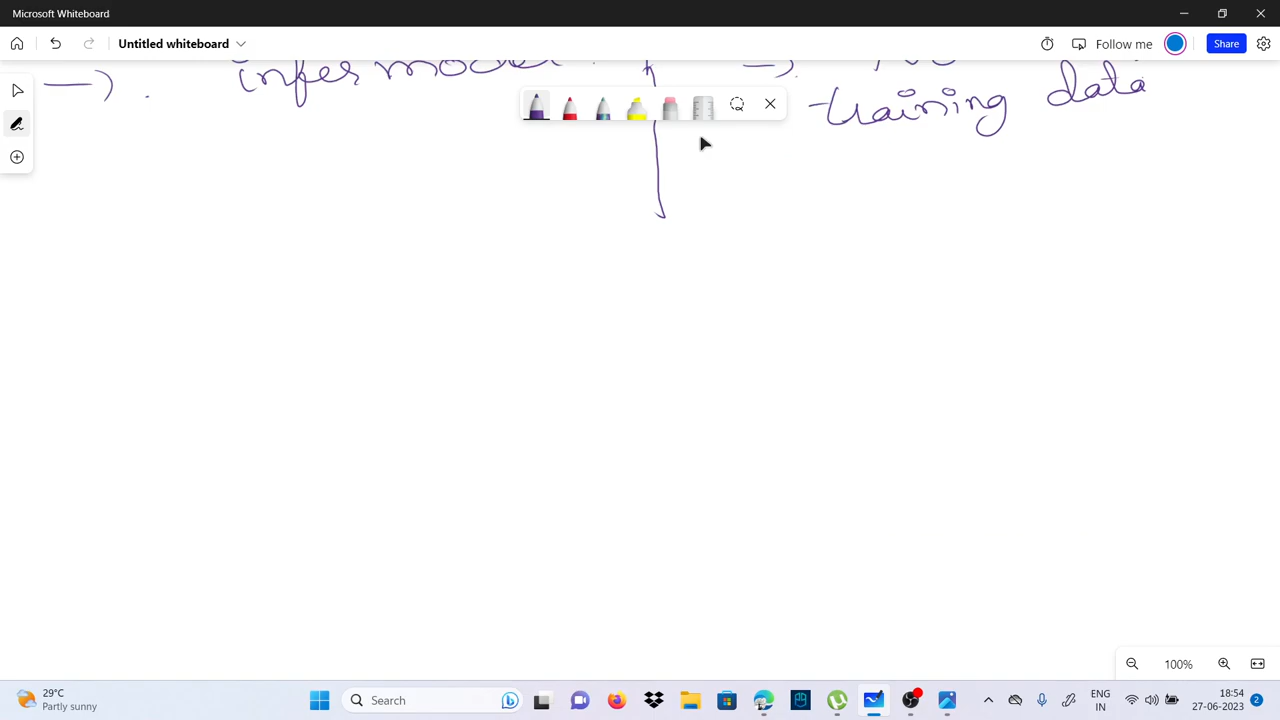 Microsoft Whiteboard
Untitled whiteboard
Follow me
Share
infer model
training data
100%
29°C
Partly sunny
Search
ENG
IN
18:54
27-06-2023
2